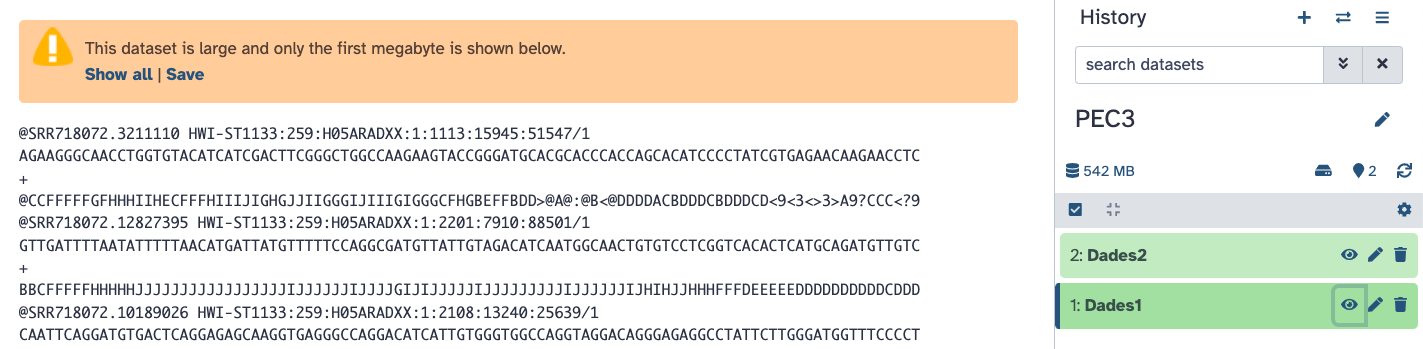 This dataset is large and only the first megabyte is shown below.
Show all | Save
@SRR718072.3211110 HWI-ST1133:259:H05ARADXX:1:1113:15945:51547/1
AGAAGGGCAACCTGGTGTACATCATCGACTTCGGGCTGGCCAAGAAGTACCGGGATGCACGCACCCACCAGCACATCCCCTATCGTGAGAACAAGAACCTC
+
@CCFFFFFGFHHHIIHECFFFHIIIJIGHGJJIIGGGIJIIIGIGGGCFHGBEFFBDD>@A@:@B<@DDDDACBDDDCBDDDCD<9<3<>3>A9?CCC<?9
@SRR718072.12827395 HWI-ST1133:259:H05ARADXX:1:2201:7910:88501/1
GTTGATTTTAATATTTTTAACATGATTATGTTTTTCCAGGCGATGTTATTGTAGACATCAATGGCAACTGTGTCCTCGGTCACACTCATGCAGATGTTGTC
+
BBCFFFFFHHHHHJJJJJJJJJJJJJJJJJIJJJJJIJJJJGIJIJJJJJIJJJJJJJJJIJJJJJJIJHIHJJHHHFFFDEEEEEDDDDDDDDDDDCDDD
@SRR718072.10189026 HWI-ST1133:259:H05ARADXX:1:2108:13240:25639/1
CAATTCAGGATGTGACTCAGGAGAGCAAGGTGAGGGCCAGGACATCATTGTGGGTGGCCAGGTAGGACAGGGAGAGGCCTATTCTTGGGATGGTTTCCCCT
History
search datasets
PEC3
542 MB
2
2: Dades2
1: Dades1